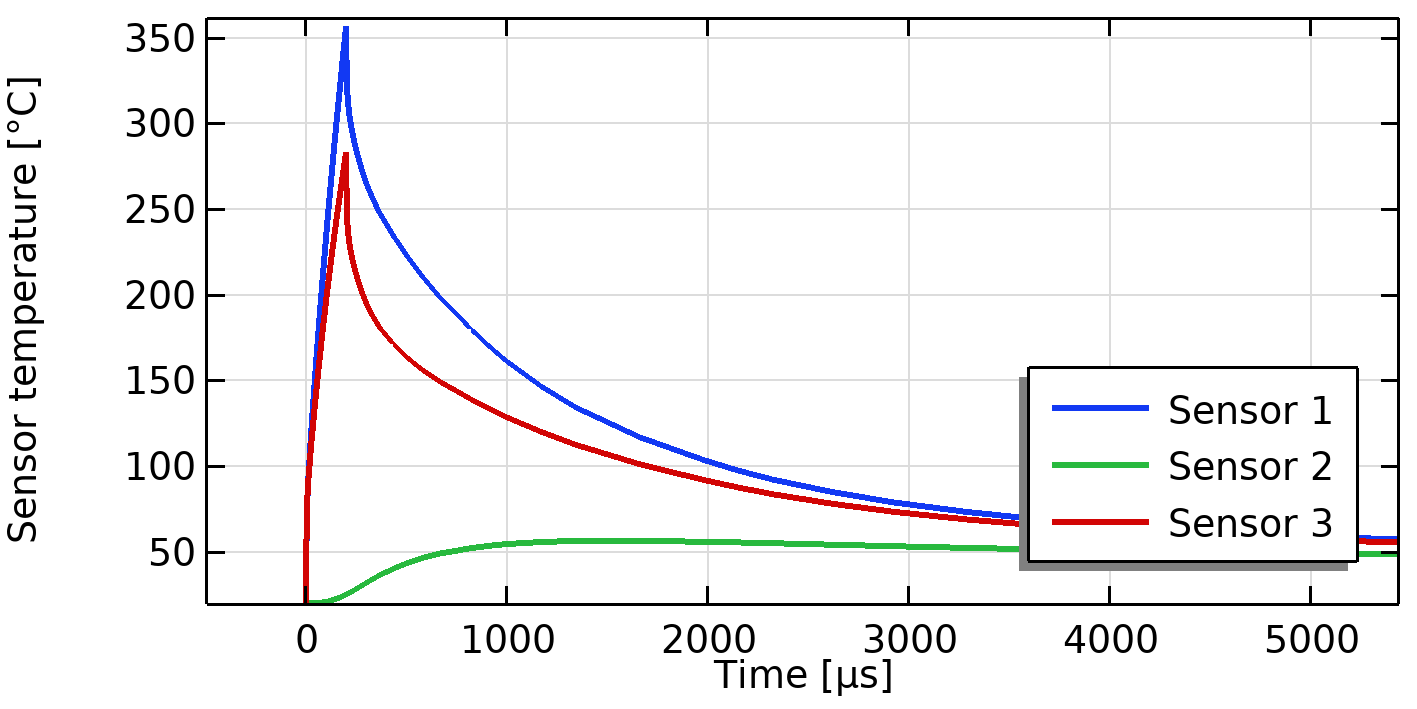 Sensor temperature [°C]
350
300
250
200
150
100
50
Sensor 1
Sensor 2
Sensor 3
0 1000 2000 3000 4000 5000
Time [µs]